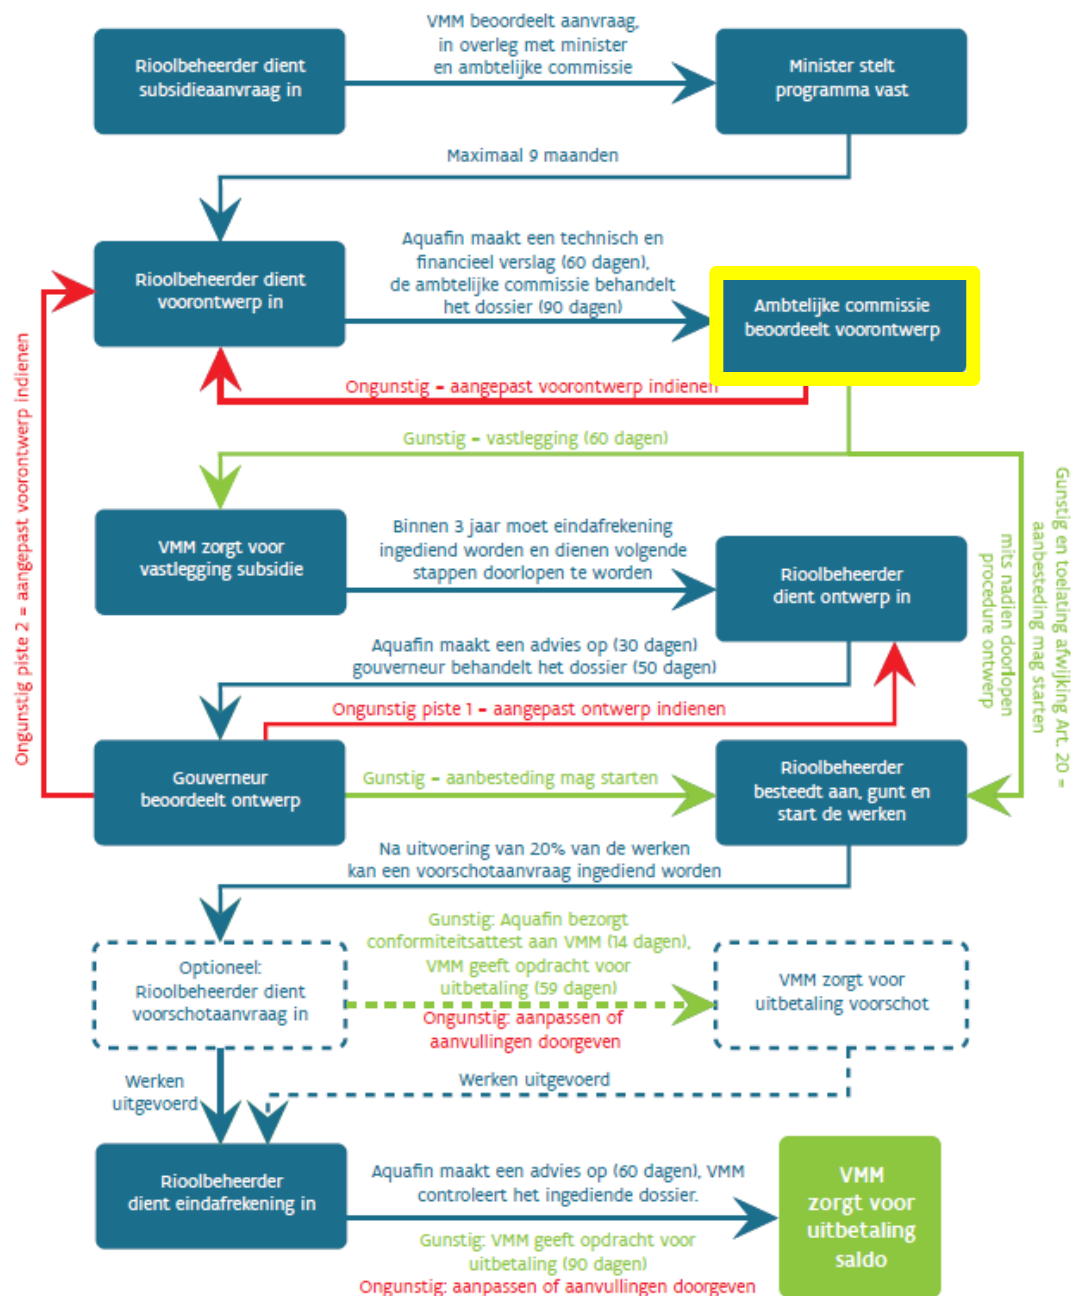 Rioolbeheerder dient
subsidieaanvraag in
VMM beoordeelt aanvraag,
in overleg met minister
en ambtelijke commissie
Minister stelt
programma vast
Maximaal 9 maanden
Rioolbeheerder dient
voorontwerp in
Aquafin maakt een technisch en
financieel verslag (60 dagen),
de ambtelijke commissie behandelt
het dossier (90 dagen)
Ambtelijke commissie
beoordeelt voorontwerp
Ongunstig = aangepast voorontwerp indienen
Gunstig = vastlegging (60 dagen)
Ongunstig piste 2 = aangepast voorontwerp indienen
Gunstig en toelating afwijking Art. 20 =
aanbesteding mag starten
mits nadien doorlopen
procedure ontwerp
VMM zorgt voor
vastlegging subsidie
Binnen 3 jaar moet eindafrekening
ingediend worden en dienen volgende
stappen doorlopen te worden
Rioolbeheerder
dient ontwerp in
Aquafin maakt een advies op (30 dagen)
gouverneur behandelt het dossier (50 dagen)
Ongunstig piste 1 = aangepast ontwerp indienen
Gouverneur
beoordeelt ontwerp
Gunstig = aanbesteding mag starten
Rioolbeheerder
besteedt aan, gunt en
start de werken
Na uitvoering van 20% van de werken
kan een voorschotaanvraag ingediend worden
Optioneel:
Rioolbeheerder dient
voorschotaanvraag in
Gunstig: Aquafin bezorgt
conformiteitsattest aan VMM (14 dagen),
VMM geeft opdracht voor
uitbetaling (59 dagen)
Ongunstig: aanpassen of
aanvullingen doorgeven
VMM zorgt voor
uitbetaling voorschot
Werken
uitgevoerd
Werken uitgevoerd
Rioolbeheerder
dient eindafrekening in
Aquafin maakt een advies op (60 dagen), VMM
controleert het ingediende dossier.
Gunstig: VMM geeft opdracht voor
uitbetaling (90 dagen)
Ongunstig: aanpassen of aanvullingen doorgeven
VMM
zorgt voor
uitbetaling
saldo